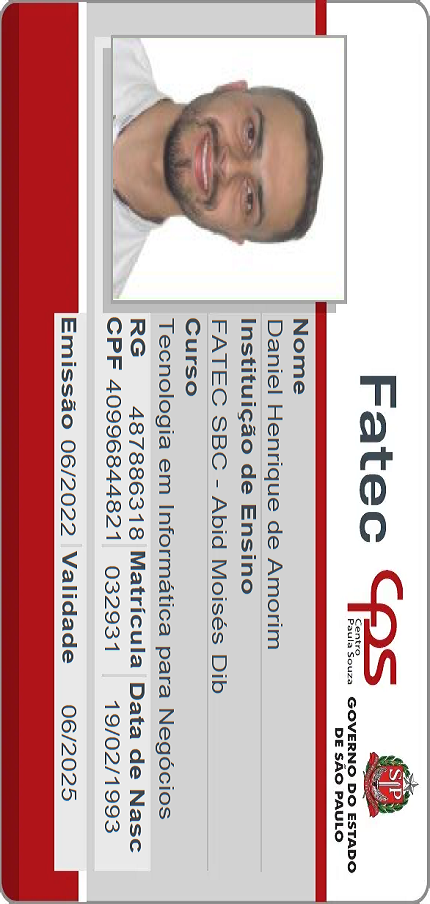 Fatec
cps
Centro
Paula Souza
SP
GOVERNO DO ESTADO
DE SÃO PAULO
Nome
Daniel Henrique de Amorim
Instituição de Ensino
FATEC SBC - Abid Moisés Dib
Curso
Tecnologia em Informática para Negócios
RG 487886318 Matrícula Data de Nasc
CPF 40996844821 032931 19/02/1993
Emissão 06/2022 Validade 06/2025